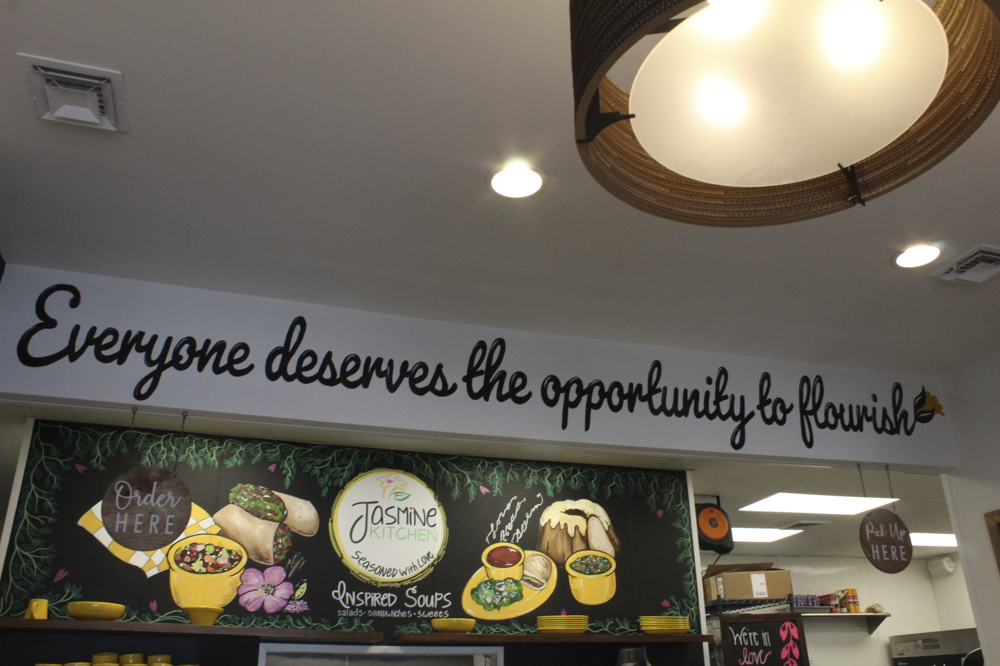 Everyone deserves the opportunity to flourish
Order
HERE
JASMINE
KITCHEN
SEASONED WITH LOVE
INSPIRED SOUPS
SALADS • SANDWICHES • SWEETS
Pick Up
HERE
We're in
love